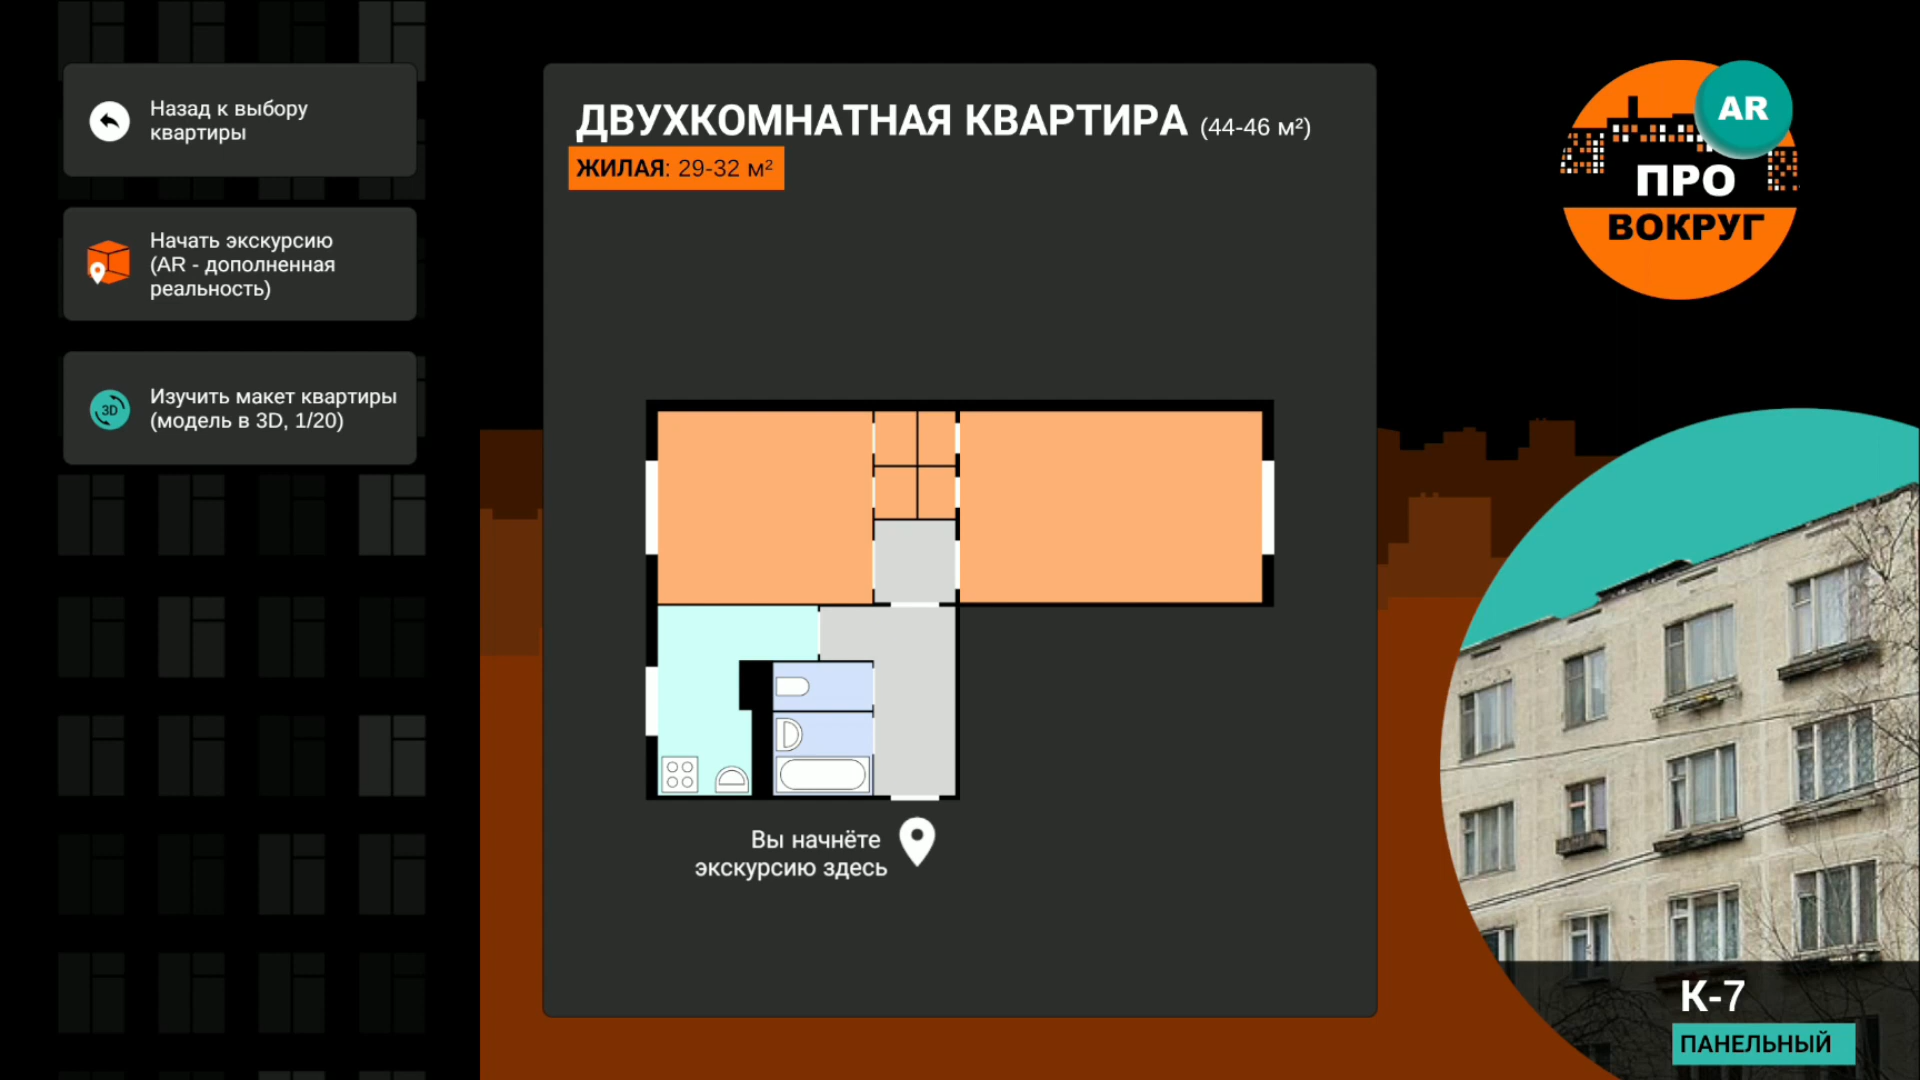 Назад к выбору
квартиры
Начать экскурсию
(AR - дополненная
реальность)
3D
Изучить макет квартиры
(модель в 3D, 1/20)
ДВУХКОМНАТНАЯ КВАРТИРА (44-46 м²)
ЖИЛАЯ: 29-32 м²
Вы начнёте
экскурсию здесь
AR
ПРО
ВОКРУГ
К-7
ПАНЕЛЬНЫЙ